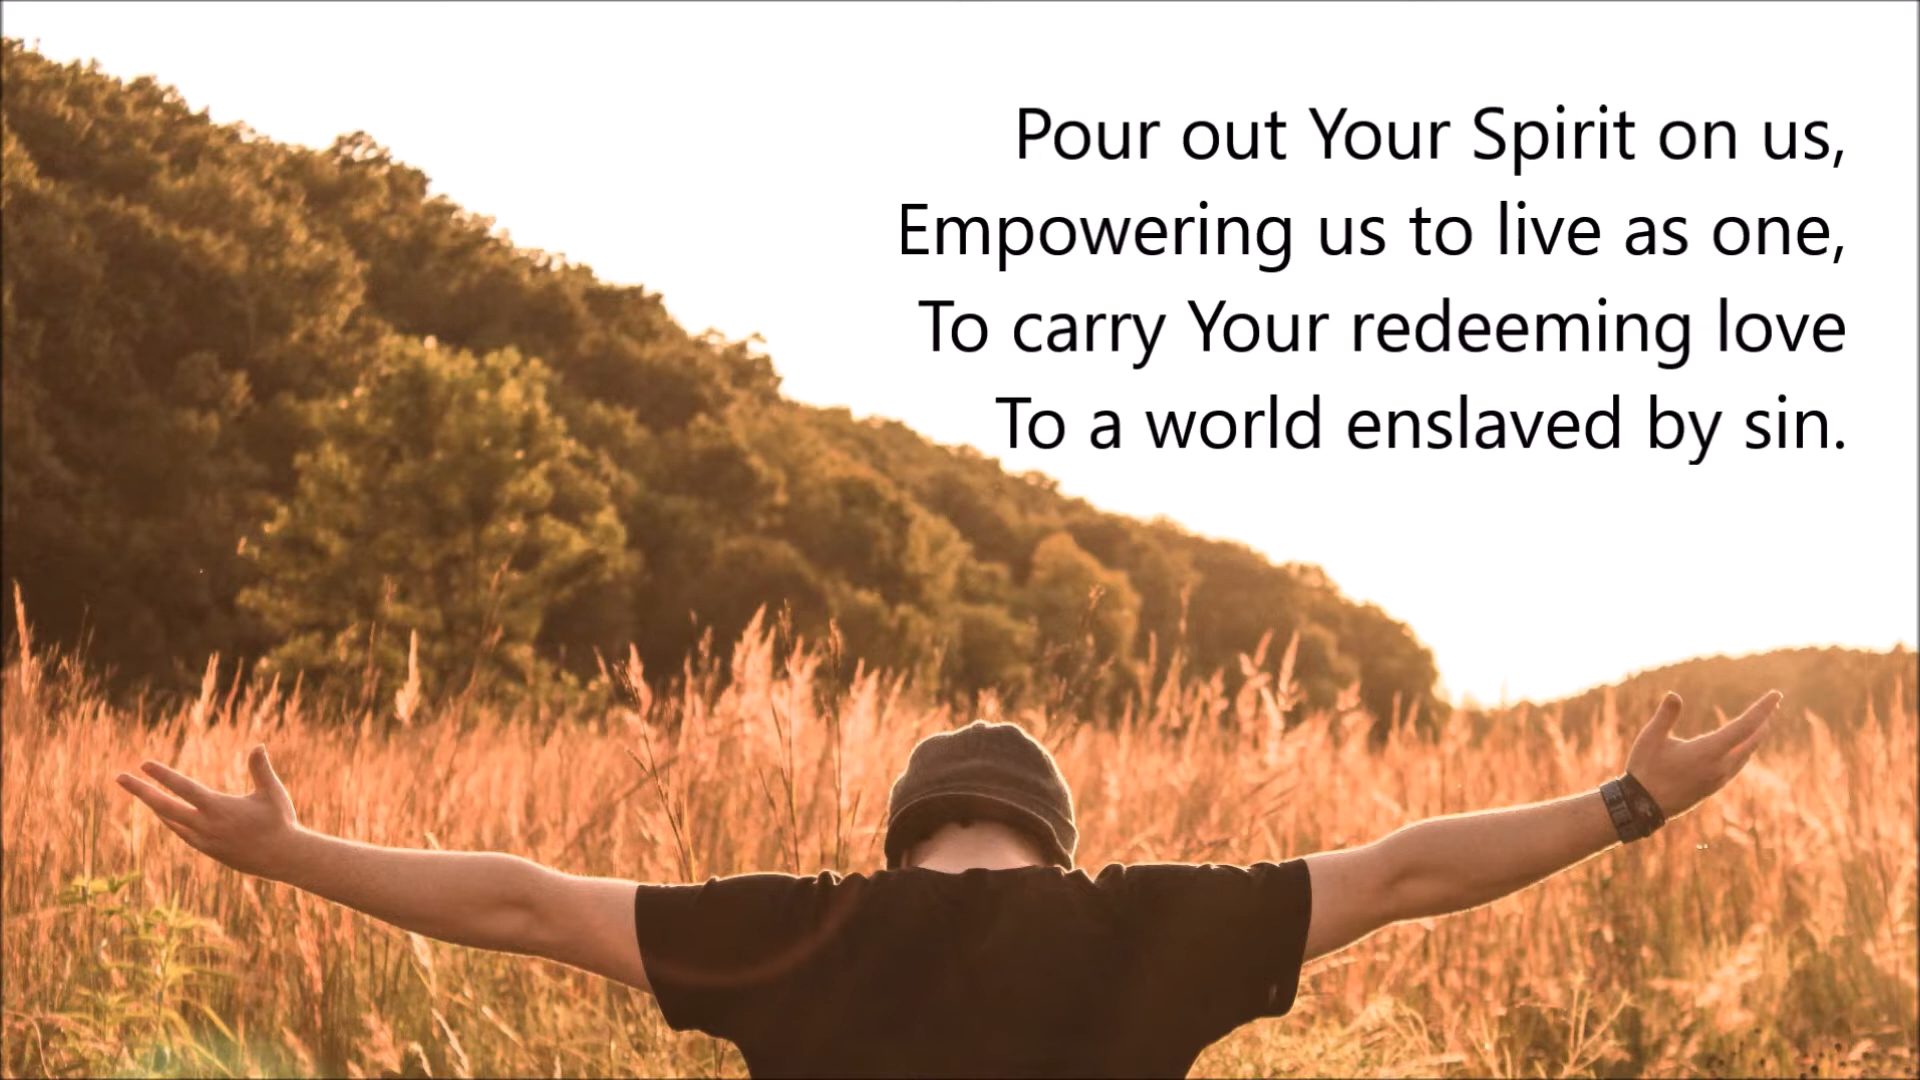 Pour out Your Spirit on us,
Empowering us to live as one,
To carry Your redeeming love
To a world enslaved by sin.